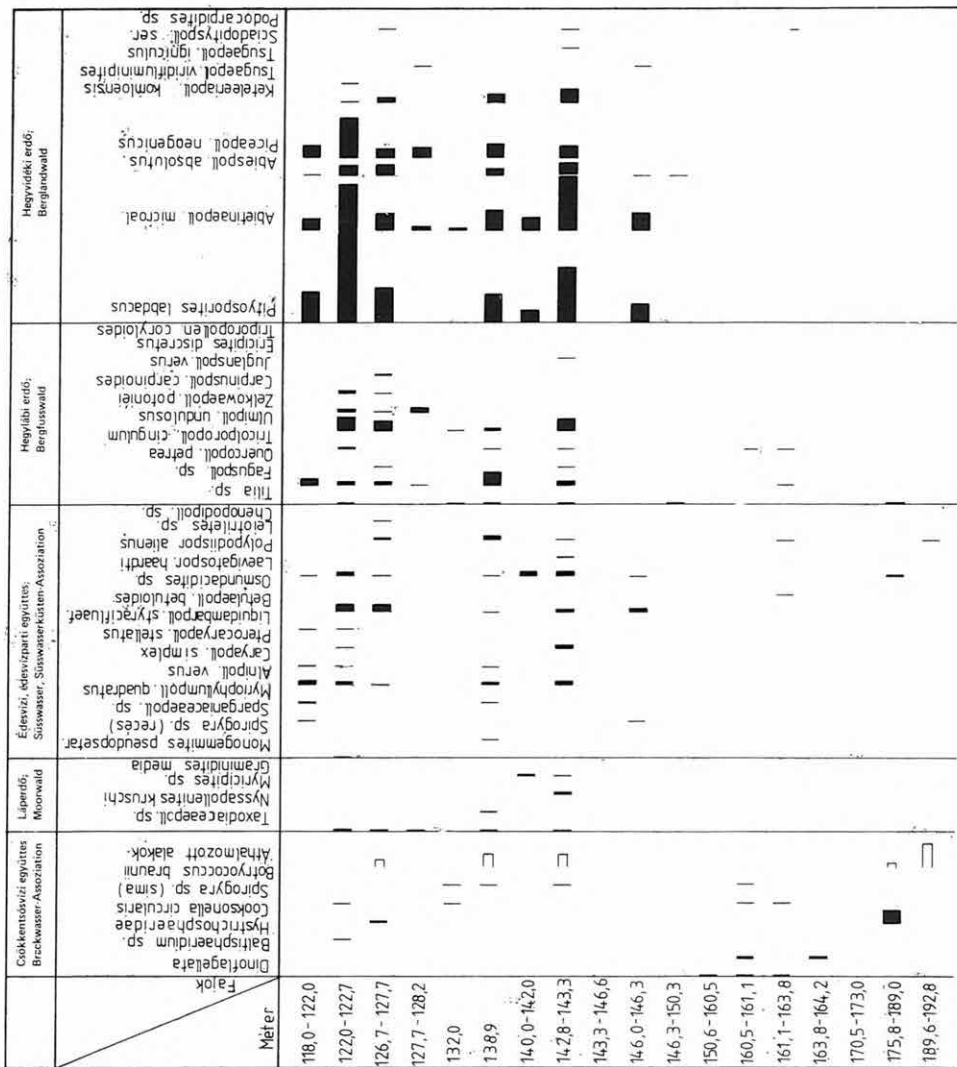 Hegyvidéki erdő;
Berglandwald
Podocarpidites sp.
Sciadopityspoll. ser.
Tsugaepoll. igniculus
Tsugaepol. viridifluminipites
Keteleeriapoll. komloensis
Piceapoll. neogenicus
Abiespoll. absolutus.
Abietinaepoll. microal.
Pityosporites labdacus
Hegylábi erdő;
Bergfusswald
Triporopollen. coryloides
Ericipites discretus
Juglanspoll. verus
Carpinuspoll. carpinoides
Zelkowaepoll. potoniéi
Ulmipoll. undulosus
Tricolporopoll. cingulum
Quercopoll. petrea
Faguspoll. sp.
Tilia sp.
Édesvízi, édesvízparti együttes;
Süsswasser, Süsswasserküsten-Assoziation
Chenopodipoll. sp.
Leiotriletes sp.
Polypodiispor. alienus
Laevigatospor. haardti
Osmundacidites sp.
Betulaepoll. betuloides
Liquidambarpoll. styracifluaef.
Pterocaryapoll. stellatus
Caryapoll. simplex
Alnipoll. verus
Myriophyllumpoll. quadratus
Sparganiaceaepoll. sp.
Spirogyra sp. (recés)
Monogemmites pseudosetar.
Láperdő;
Moorwald
Graminidites media
Myricipites sp.
Nyssapollenites kruschi
Taxodiaceaepoll. sp.
Csökkentsósvízi együttes
Brackwasser-Assoziation
Áthalmozott alakok
Botryococcus braunii
Spirogyra sp. (sima)
Cooksonella circularis
Hystrichosphaeridae
Baltisphaeridium sp.
Dinoflagellata
Fajok
Méter
118,0-122,0
122,0-122,7
126,7-127,7
127,7-128,2
132,0
138,9
140,0-142,0
142,8-143,3
143,3-146,6
146,0-146,3
146,3-150,3
150,6-160,5
160,5-161,1
161,1-163,8
163,8-164,2
170,5-173,0
175,8-189,0
189,6-192,8